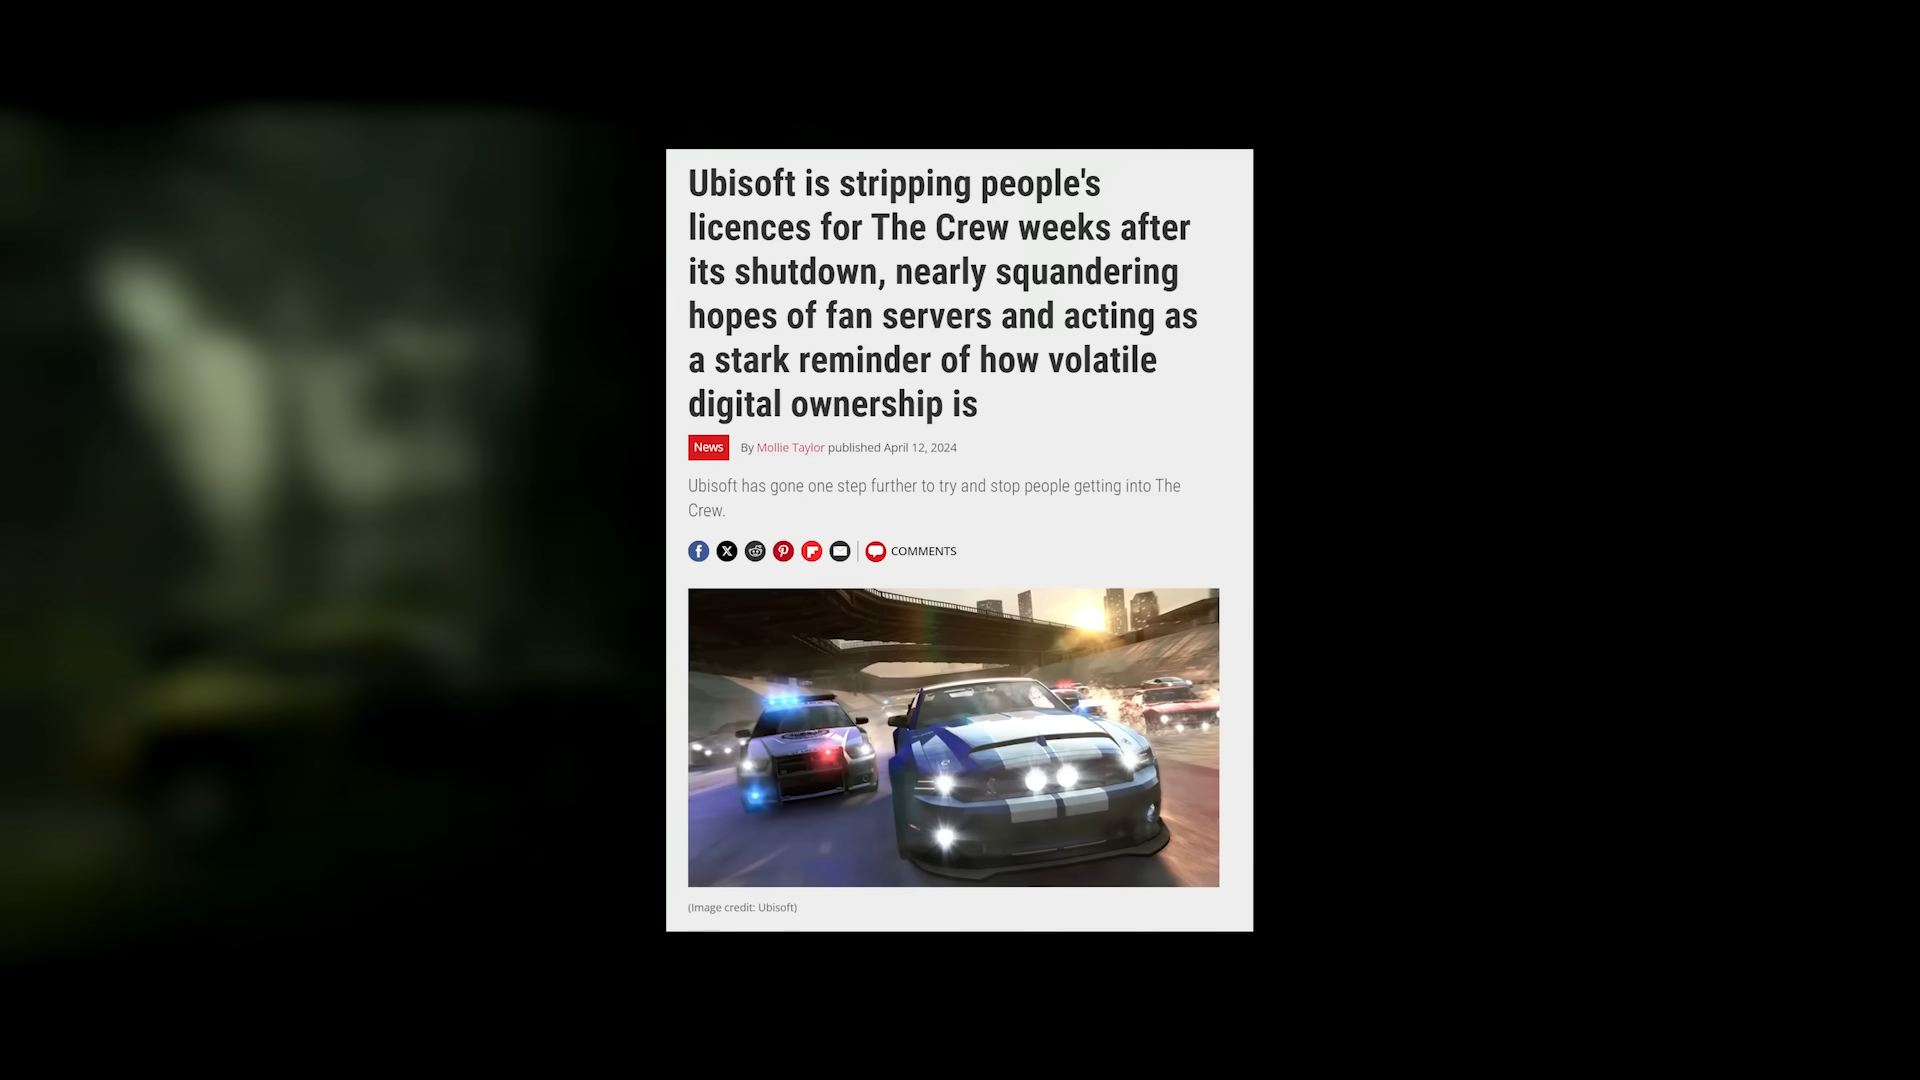 Ubisoft is stripping people's
licences for The Crew weeks after
its shutdown, nearly squandering
hopes of fan servers and acting as
a stark reminder of how volatile
digital ownership is
News By Mollie Taylor published April 12, 2024
Ubisoft has gone one step further to try and stop people getting into The
Crew.
COMMENTS
(Image credit: Ubisoft)